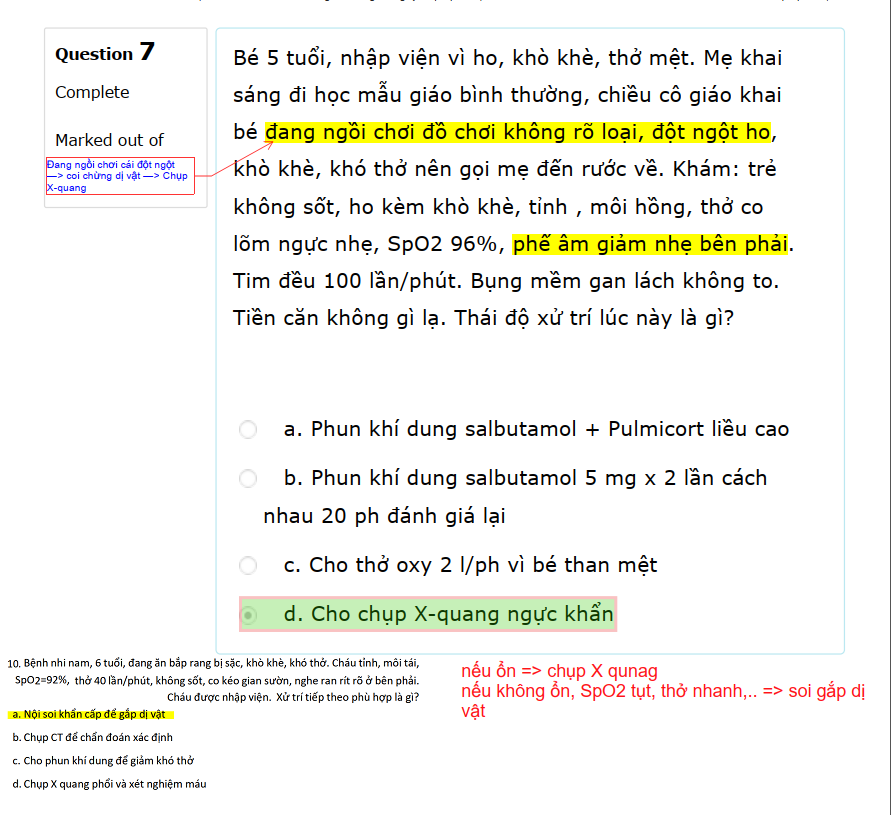 Question 7
Complete
Marked out of
Đang ngồi chơi cái đột ngột
—> coi chừng dị vật —> Chụp
X-quang
Bé 5 tuổi, nhập viện vì ho, khò khè, thở mệt. Mẹ khai
sáng đi học mẫu giáo bình thường, chiều cô giáo khai
bé đang ngồi chơi đồ chơi không rõ loại, đột ngột ho,
khò khè, khó thở nên gọi mẹ đến rước về. Khám: trẻ
không sốt, ho kèm khò khè, tỉnh , môi hồng, thở co
lõm ngực nhẹ, SpO2 96%, phế âm giảm nhẹ bên phải.
Tim đều 100 lần/phút. Bụng mềm gan lách không to.
Tiền căn không gì lạ. Thái độ xử trí lúc này là gì?
a. Phun khí dung salbutamol + Pulmicort liều cao
b. Phun khí dung salbutamol 5 mg x 2 lần cách
nhau 20 ph đánh giá lại
c. Cho thở oxy 2 l/ph vì bé than mệt
d. Cho chụp X-quang ngực khẩn
10. Bệnh nhi nam, 6 tuổi, đang ăn bắp rang bị sặc, khò khè, khó thở. Cháu tỉnh, môi tái,
SpO2=92%, thở 40 lần/phút, không sốt, co kéo gian sườn, nghe ran rít rõ ở bên phải.
Cháu được nhập viện. Xử trí tiếp theo phù hợp là gì?
a. Nội soi khẩn cấp để gắp dị vật
b. Chụp CT để chẩn đoán xác định
c. Cho phun khí dung để giảm khó thở
d. Chụp X quang phổi và xét nghiệm máu
nếu ổn => chụp X qunag
nếu không ổn, SpO2 tụt, thở nhanh,.. => soi gắp dị
vật